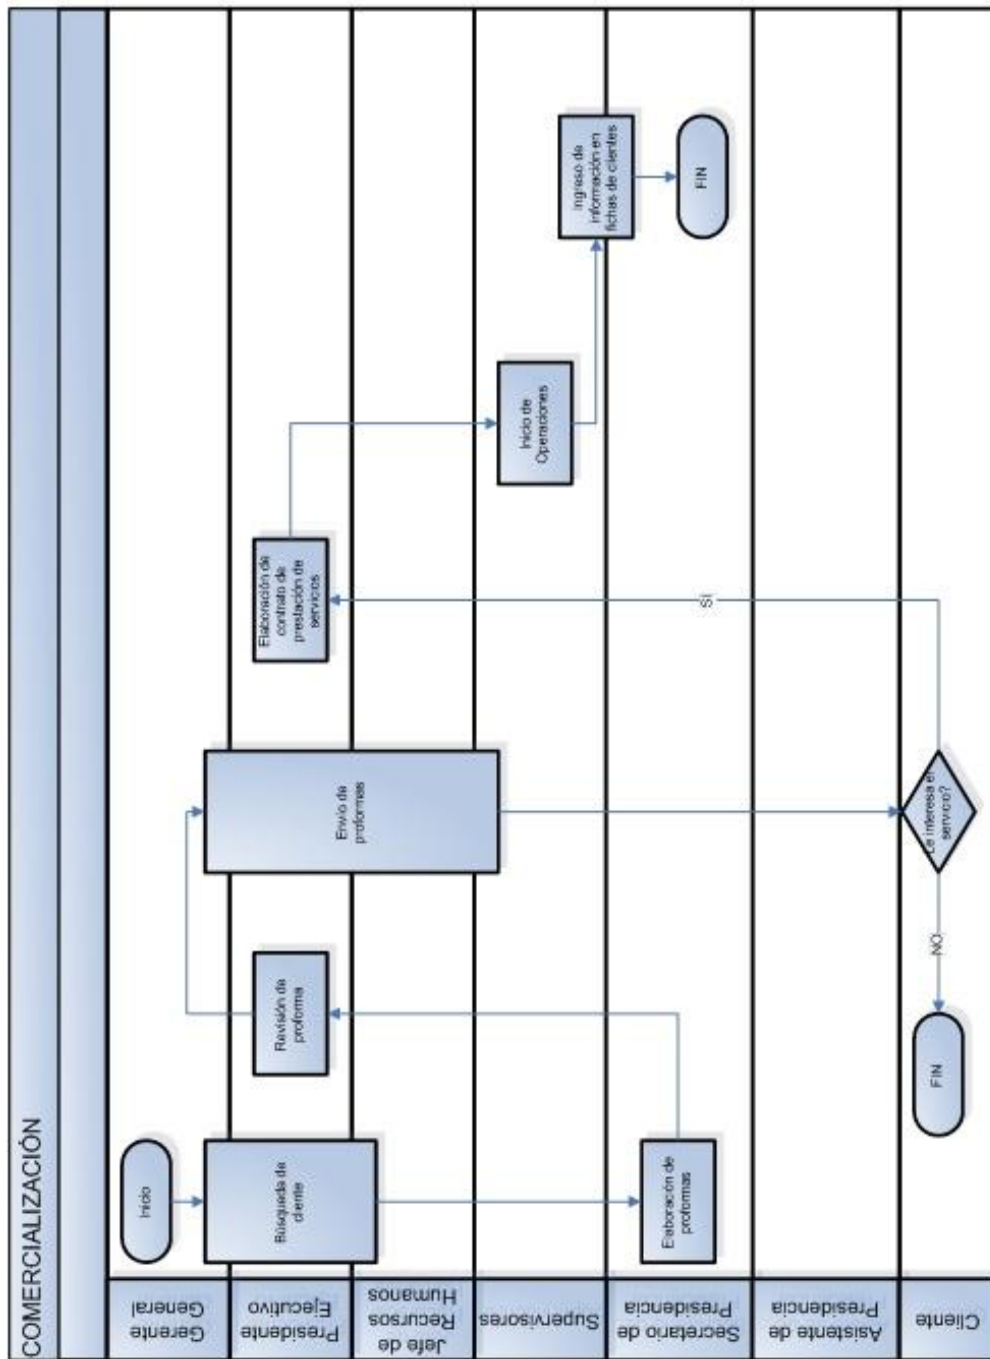 COMERCIALIZACIÓN
Gerente
General
Presidente
Ejecutivo
Jefe de
Recursos
Humanos
Supervisores
Secretario de
Presidencia
Asistente de
Presidencia
Cliente
Inicio
Búsqueda de
cliente
Elaboración de
proformas
Revisión de
proforma
Envío de
proformas
Le interesa el
servicio?
NO
FIN
SI
Elaboración de
contrato de
prestación de
servicios
Inicio de
Operaciones
Ingreso de
información en
fichas de clientes
FIN